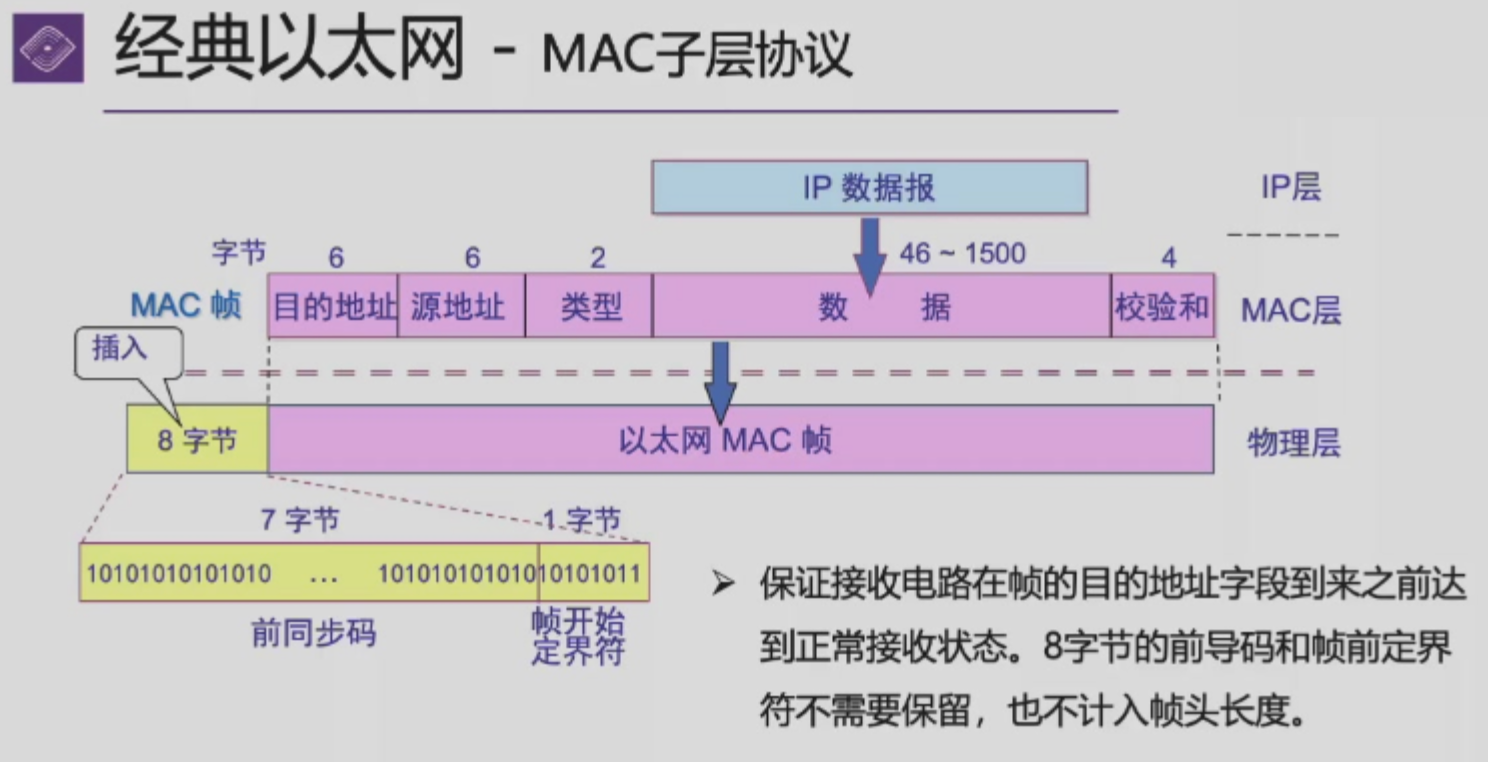 经典以太网 - MAC子层协议
IP 数据报
IP层
字节 6 6 2 46 ~ 1500 4
MAC 帧 目的地址 源地址 类型 数 据 校验和 MAC层
插入
8 字节 以太网 MAC 帧 物理层
7 字节 1 字节
10101010101010 ... 10101010101010101011
前同步码
帧开始
定界符
➢ 保证接收电路在帧的目的地址字段到来之前达
到正常接收状态。8字节的前导码和帧前定界
符不需要保留，也不计入帧头长度。